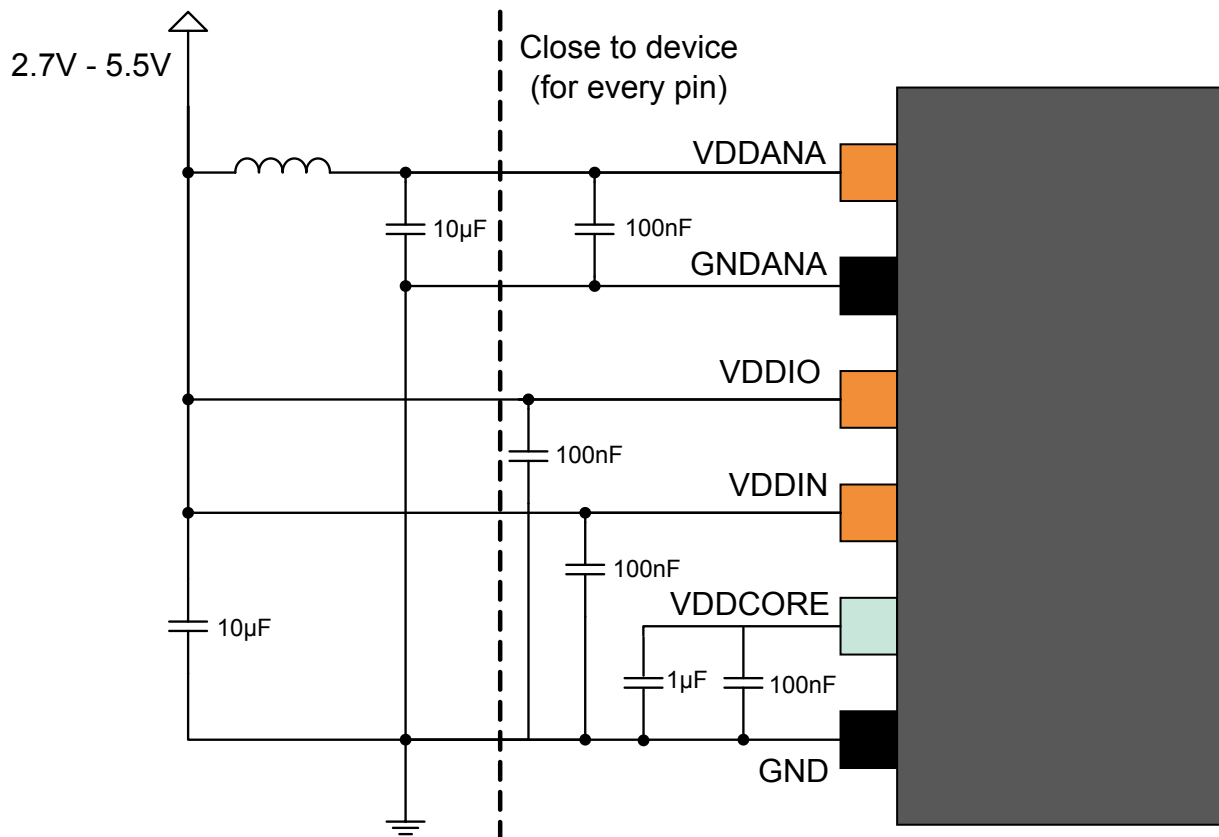 2.7V - 5.5V
Close to device
(for every pin)
VDDANA
10µF
100nF
GNDANA
VDDIO
100nF
VDDIN
100nF
VDDCORE
10µF
1µF
100nF
GND